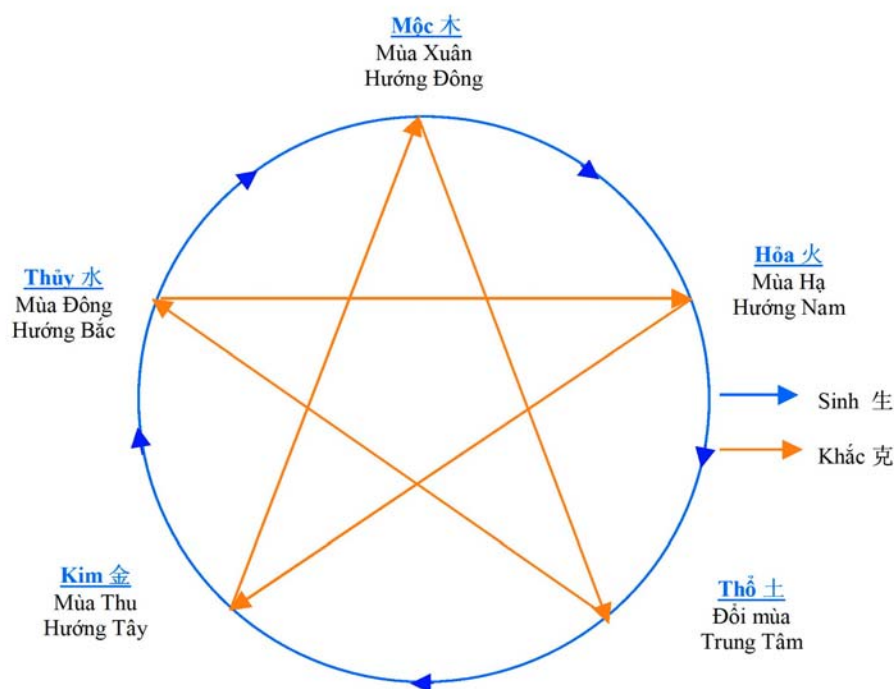 Mộc 木
Mùa Xuân
Hướng Đông
Thủy 水
Mùa Đông
Hướng Bắc
Hỏa 火
Mùa Hạ
Hướng Nam
Sinh 生
Khắc 克
Kim 金
Mùa Thu
Hướng Tây
Thổ 土
Đổi mùa
Trung Tâm